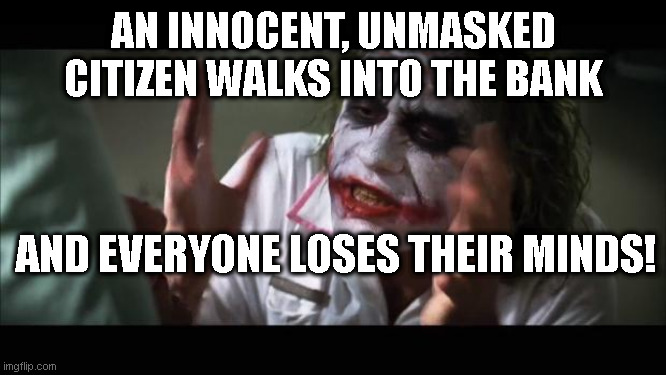 AN INNOCENT, UNMASKED
CITIZEN WALKS INTO THE BANK
AND EVERYONE LOSES THEIR MINDS!
imgflip.com